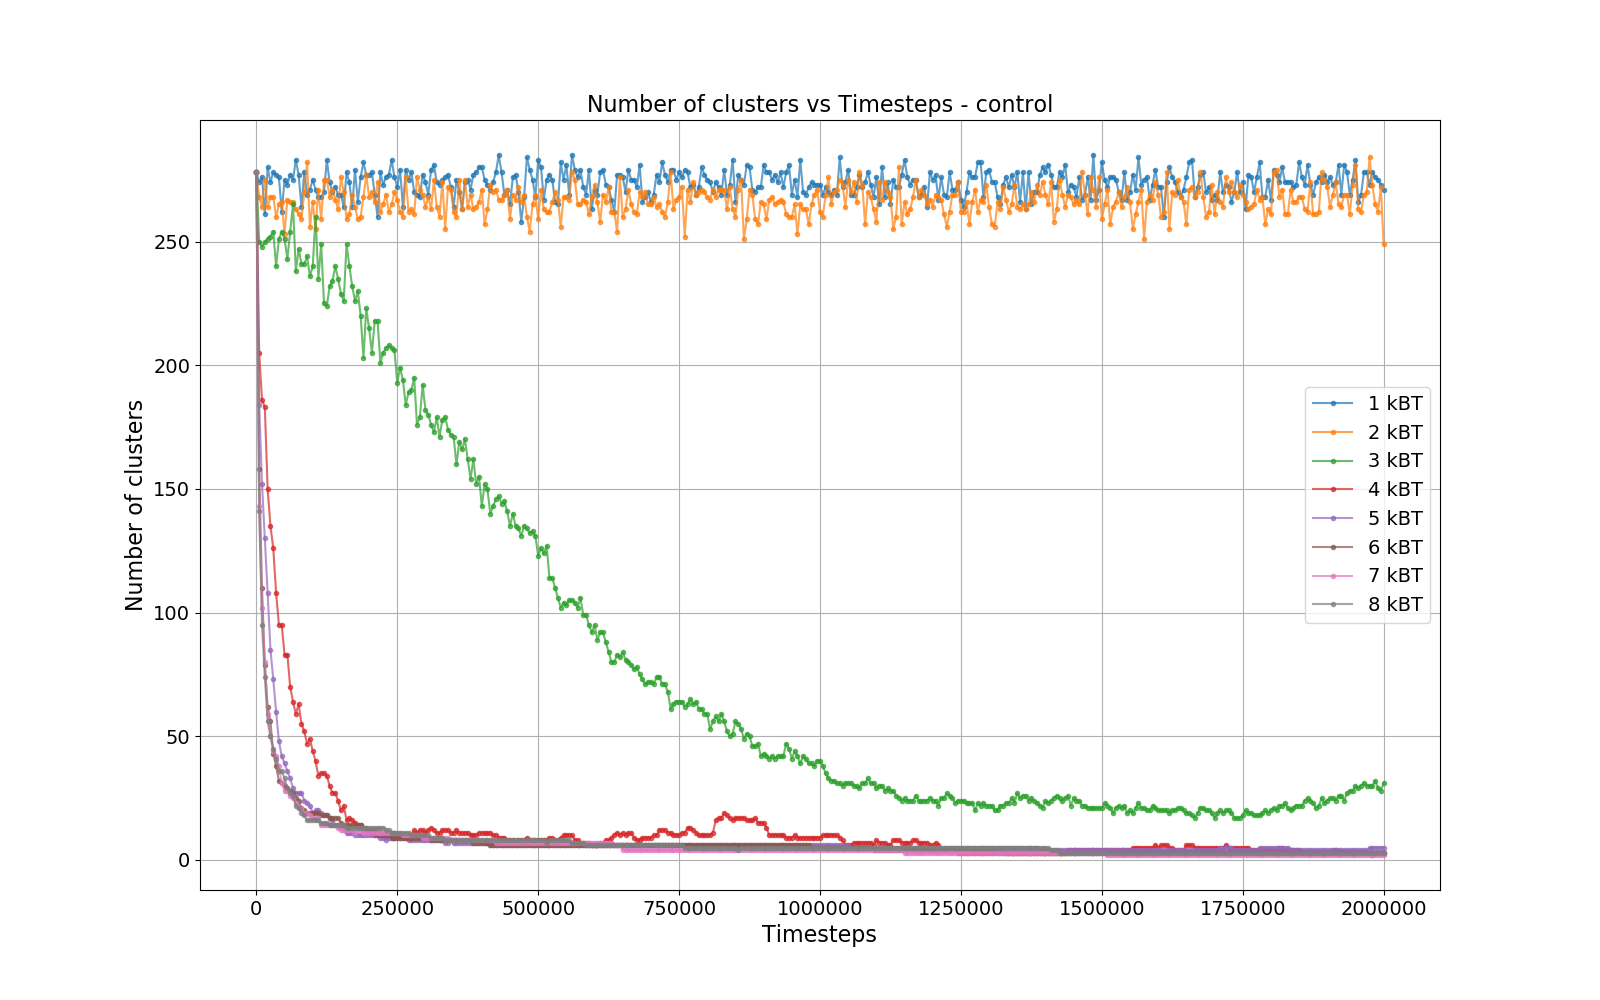 Number of clusters vs Timesteps - control
Number of clusters
250
200
150
100
50
0
0 250000 500000 750000 1000000 1250000 1500000 1750000 2000000
Timesteps
1 kBT
2 kBT
3 kBT
4 kBT
5 kBT
6 kBT
7 kBT
8 kBT